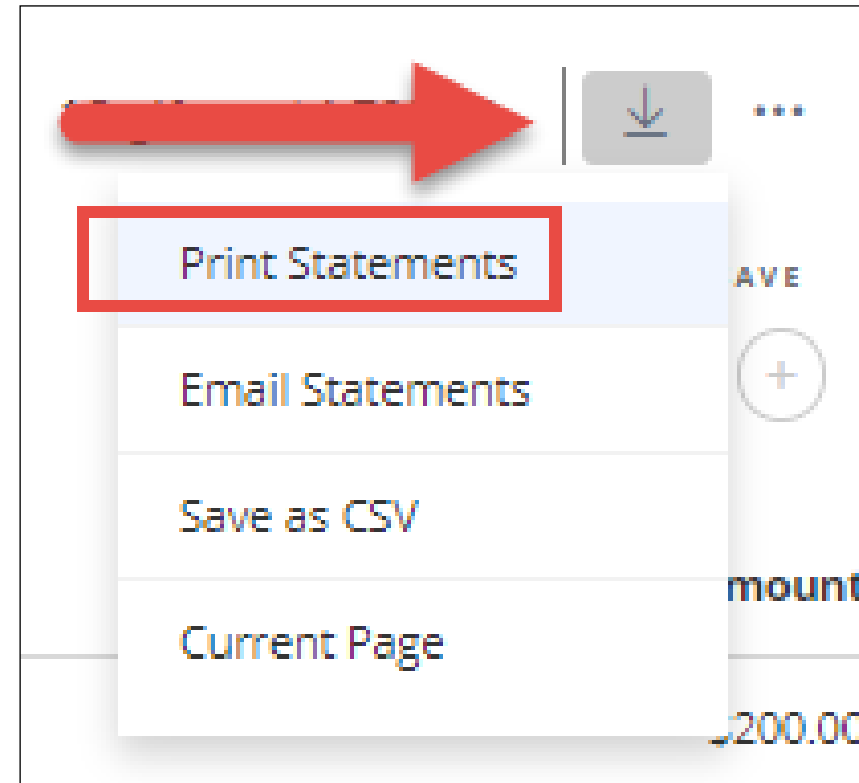 Print Statements
AVE
Email Statements
Save as CSV
mount
Current Page
$200.00